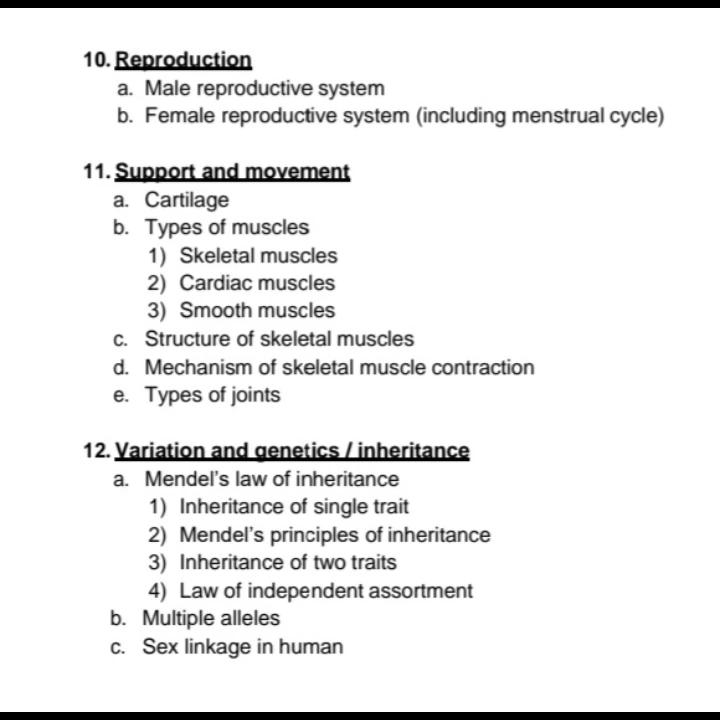 10. Reproduction
a. Male reproductive system
b. Female reproductive system (including menstrual cycle)
11. Support and movement
a. Cartilage
b. Types of muscles
1) Skeletal muscles
2) Cardiac muscles
3) Smooth muscles
c. Structure of skeletal muscles
d. Mechanism of skeletal muscle contraction
e. Types of joints
12. Variation and genetics / inheritance
a. Mendel's law of inheritance
1) Inheritance of single trait
2) Mendel's principles of inheritance
3) Inheritance of two traits
4) Law of independent assortment
b. Multiple alleles
c. Sex linkage in human